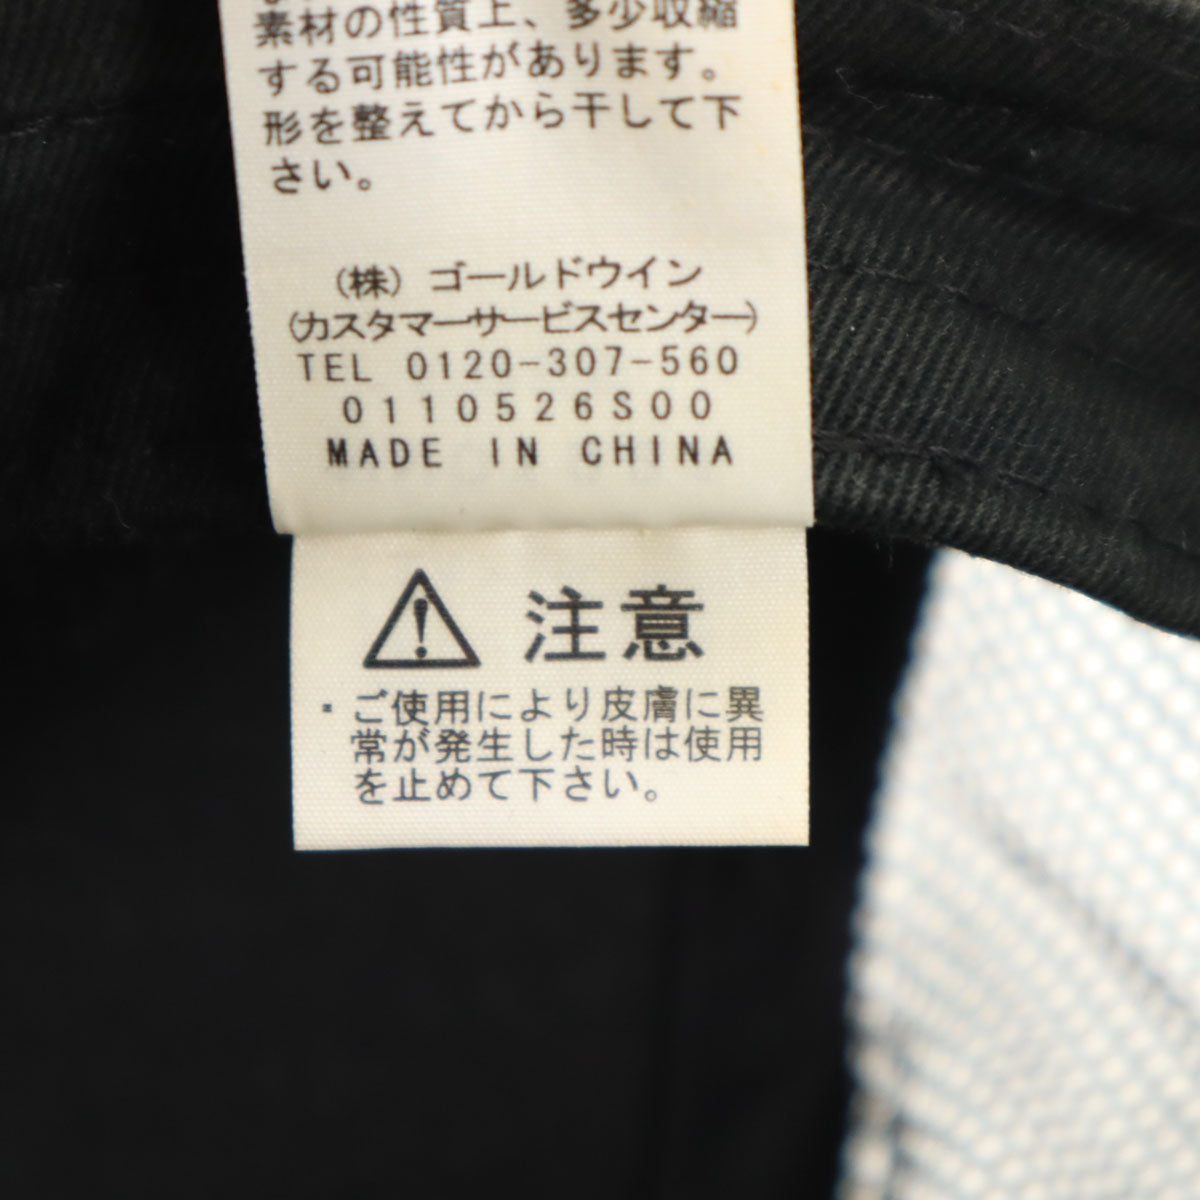 素材の性質上、多少収縮
する可能性があります。
形を整えてから干して下
さい。
(株) ゴールドウイン
(カスタマーサービスセンター)
TEL 0120-307-560
0110526S00
MADE IN CHINA
注意
・ご使用により皮膚に異
常が発生した時は使用
を止めて下さい。